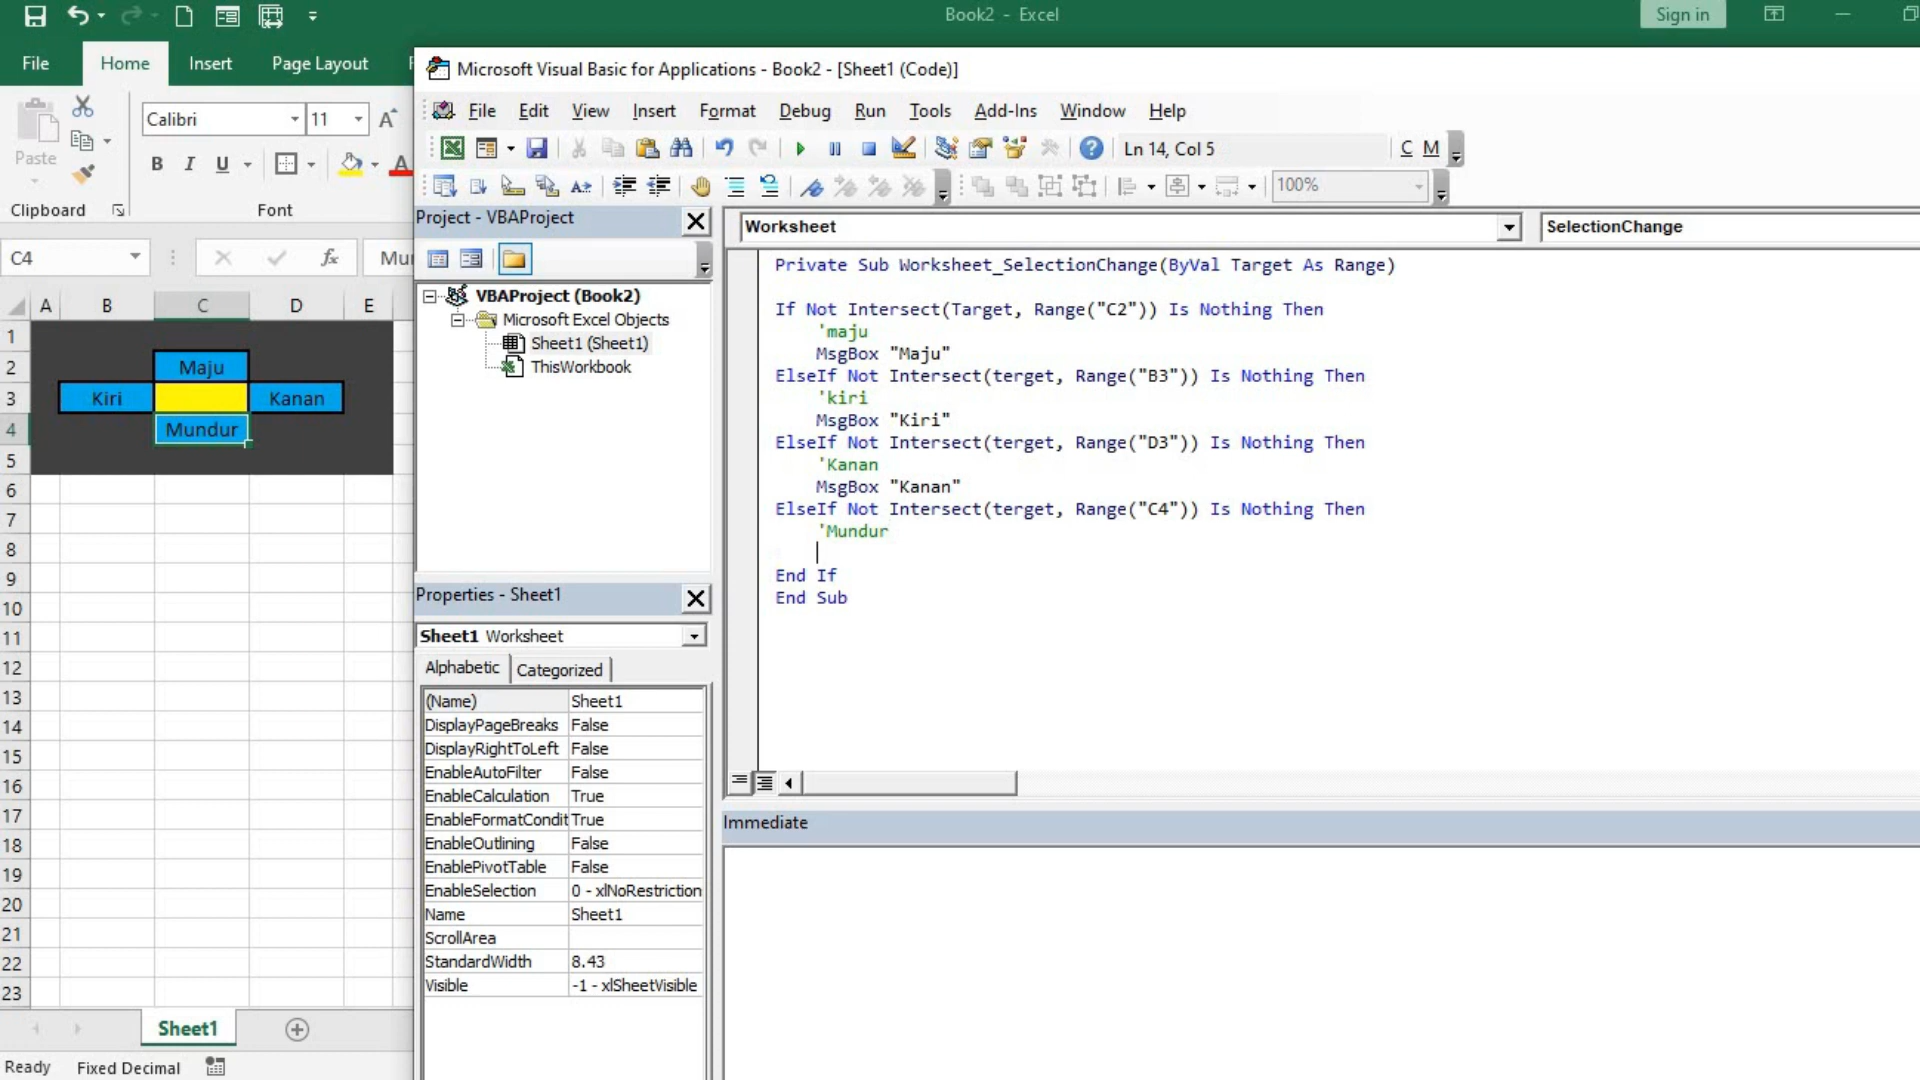 Book2 - Excel
Sign in
File
Home
Insert
Page Layout
Microsoft Visual Basic for Applications - Book2 - [Sheet1 (Code)]
File Edit View Insert Format Debug Run Tools Add-Ins Window Help
Paste
Calibri
11
B I U
Clipboard
Font
Ln 14, Col 5
C M
100%
Project - VBAProject
VBAProject (Book2)
Microsoft Excel Objects
Sheet1 (Sheet1)
ThisWorkbook
Worksheet
SelectionChange
C4
fx
Mu
A B C D E
1
2
3
4
5
6
7
8
9
10
11
12
13
14
15
16
17
18
19
20
21
22
23
Maju
Kiri
Kanan
Mundur
Private Sub Worksheet_SelectionChange(ByVal Target As Range)
If Not Intersect(Target, Range("C2")) Is Nothing Then
'maju
MsgBox "Maju"
ElseIf Not Intersect(terget, Range("B3")) Is Nothing Then
'kiri
MsgBox "Kiri"
ElseIf Not Intersect(terget, Range("D3")) Is Nothing Then
'Kanan
MsgBox "Kanan"
ElseIf Not Intersect(terget, Range("C4")) Is Nothing Then
'Mundur
End If
End Sub
Properties - Sheet1
Sheet1 Worksheet
Alphabetic
Categorized
(Name) Sheet1
DisplayPageBreaks False
DisplayRightToLeft False
EnableAutoFilter False
EnableCalculation True
EnableFormatCondit True
EnableOutlining False
EnablePivotTable False
EnableSelection 0 - xlNoRestriction
Name Sheet1
ScrollArea
StandardWidth 8.43
Visible -1 - xlSheetVisible
Immediate
Sheet1
Ready
Fixed Decimal